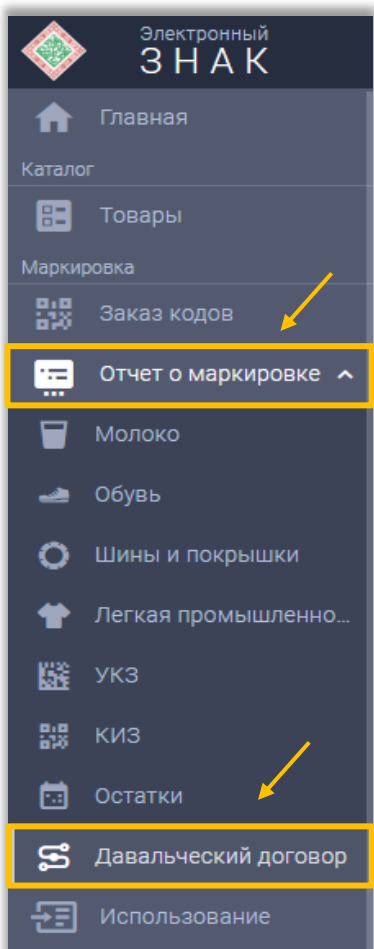 Электронный
ЗНАК
Главная
Каталог
Товары
Маркировка
Заказ кодов
Отчет о маркировке
Молоко
Обувь
Шины и покрышки
Легкая промышленно...
УКЗ
КИЗ
Остатки
Давальческий договор
Использование